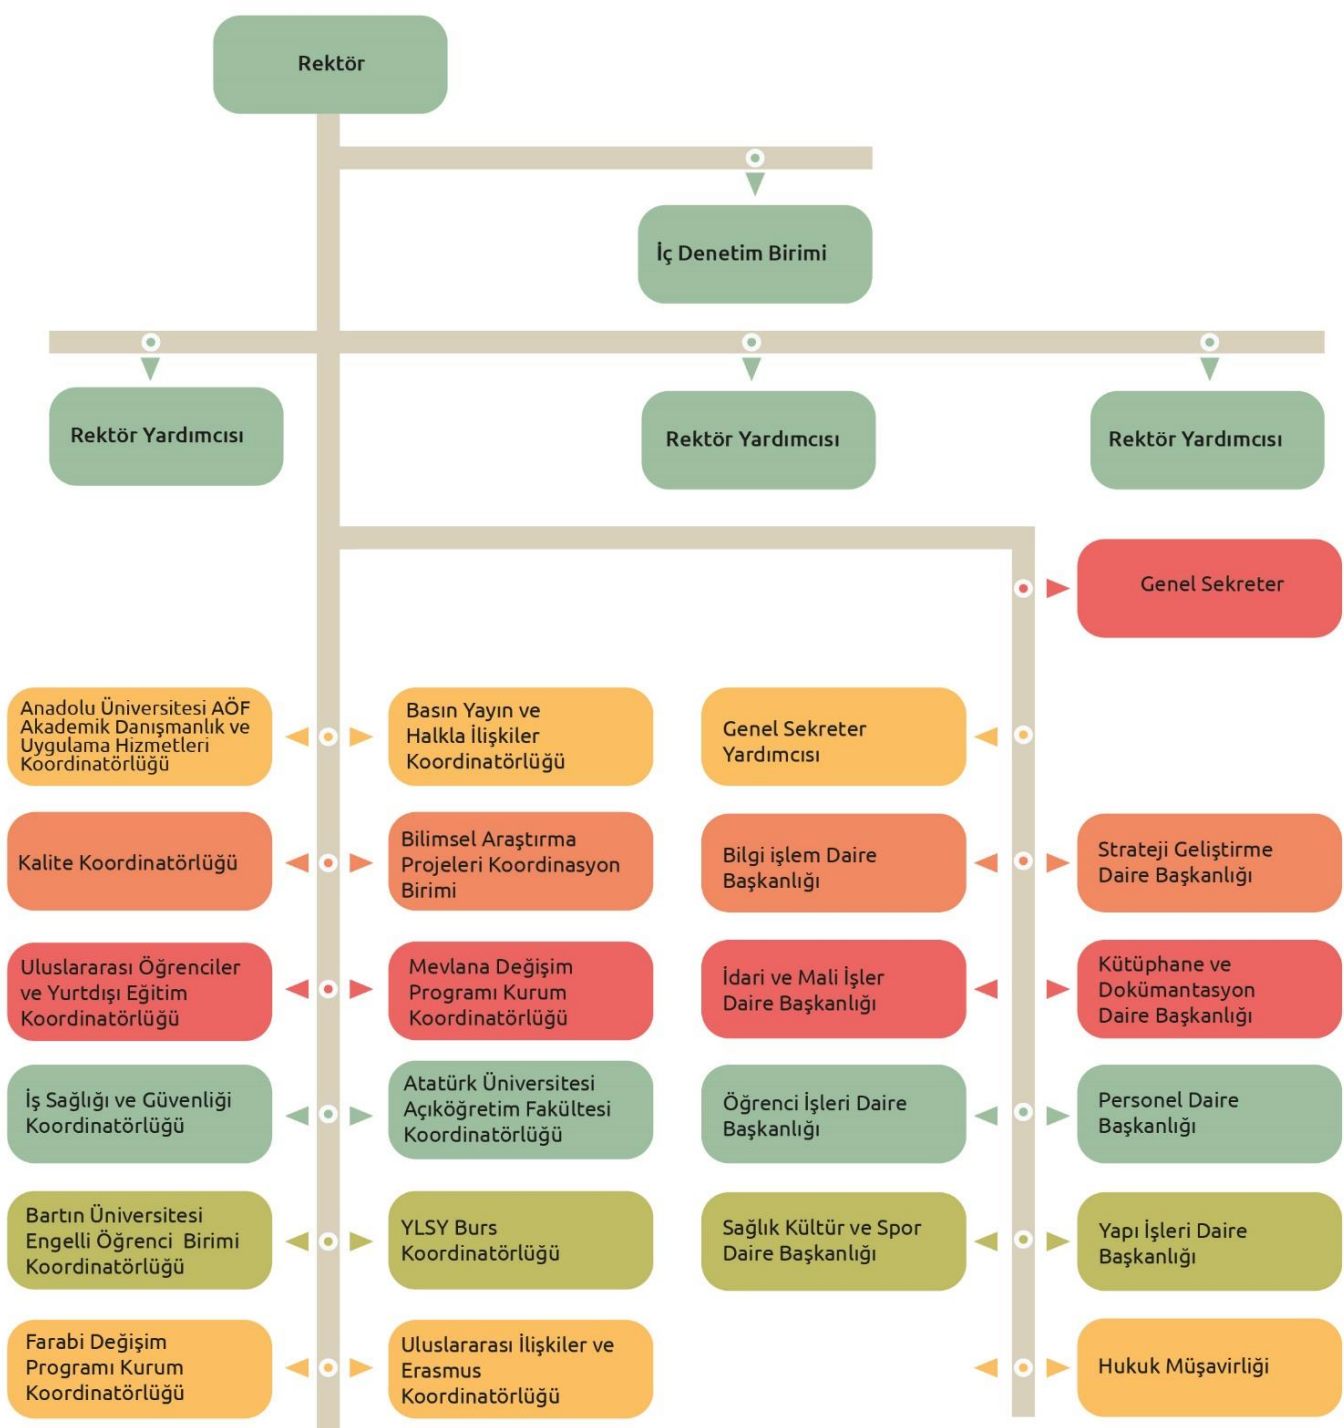 Rektör
İç Denetim Birimi
Rektör Yardımcısı
Rektör Yardımcısı
Rektör Yardımcısı
Genel Sekreter
Anadolu Üniversitesi AÖF
Akademik Danışmanlık ve
Uygulama Hizmetleri
Koordinatörlüğü
Basın Yayın ve
Halkla İlişkiler
Koordinatörlüğü
Genel Sekreter
Yardımcısı
Kalite Koordinatörlüğü
Bilimsel Araştırma
Projeleri Koordinasyon
Birimi
Bilgi işlem Daire
Başkanlığı
Strateji Geliştirme
Daire Başkanlığı
Uluslararası Öğrenciler
ve Yurtdışı Eğitim
Koordinatörlüğü
Mevlana Değişim
Programı Kurum
Koordinatörlüğü
İdari ve Mali İşler
Daire Başkanlığı
Kütüphane ve
Dokümantasyon
Daire Başkanlığı
İş Sağlığı ve Güvenliği
Koordinatörlüğü
Atatürk Üniversitesi
Açıköğretim Fakültesi
Koordinatörlüğü
Öğrenci İşleri Daire
Başkanlığı
Personel Daire
Başkanlığı
Bartın Üniversitesi
Engelli Öğrenci Birimi
Koordinatörlüğü
YLSY Burs
Koordinatörlüğü
Sağlık Kültür ve Spor
Daire Başkanlığı
Yapı İşleri Daire
Başkanlığı
Farabi Değişim
Programı Kurum
Koordinatörlüğü
Uluslararası İlişkiler ve
Erasmus
Koordinatörlüğü
Hukuk Müşavirliği